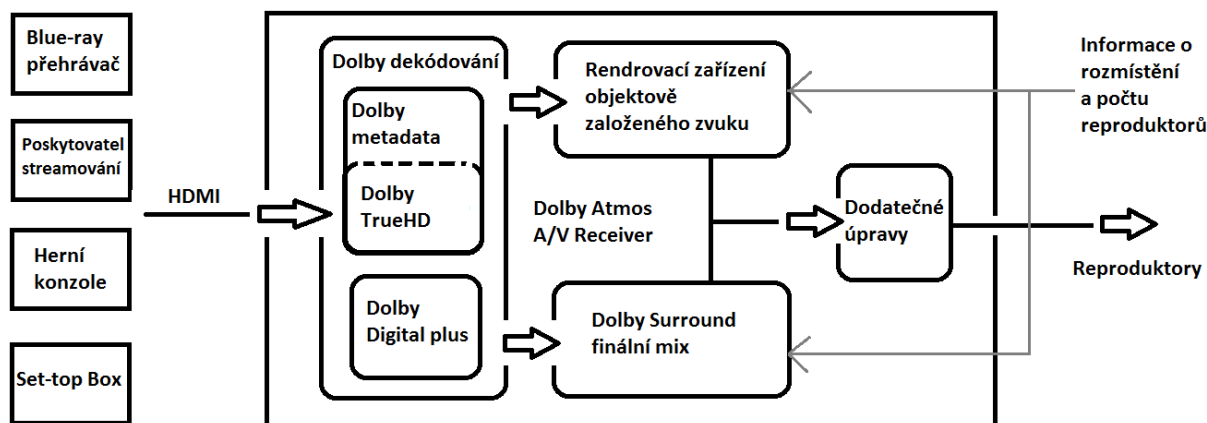 Blue-ray
přehrávač
Poskytovatel
streamování
Herní
konzole
Set-top Box
HDMI
Dolby dekódování
Dolby
metadata
Dolby
TrueHD
Dolby
Digital plus
Rendrovací zařízení
objektově
založeného zvuku
Dolby Atmos
A/V Receiver
Dolby Surround
finální mix
Dodatečné
úpravy
Informace o
rozmístění
a počtu
reproduktorů
Reproduktory